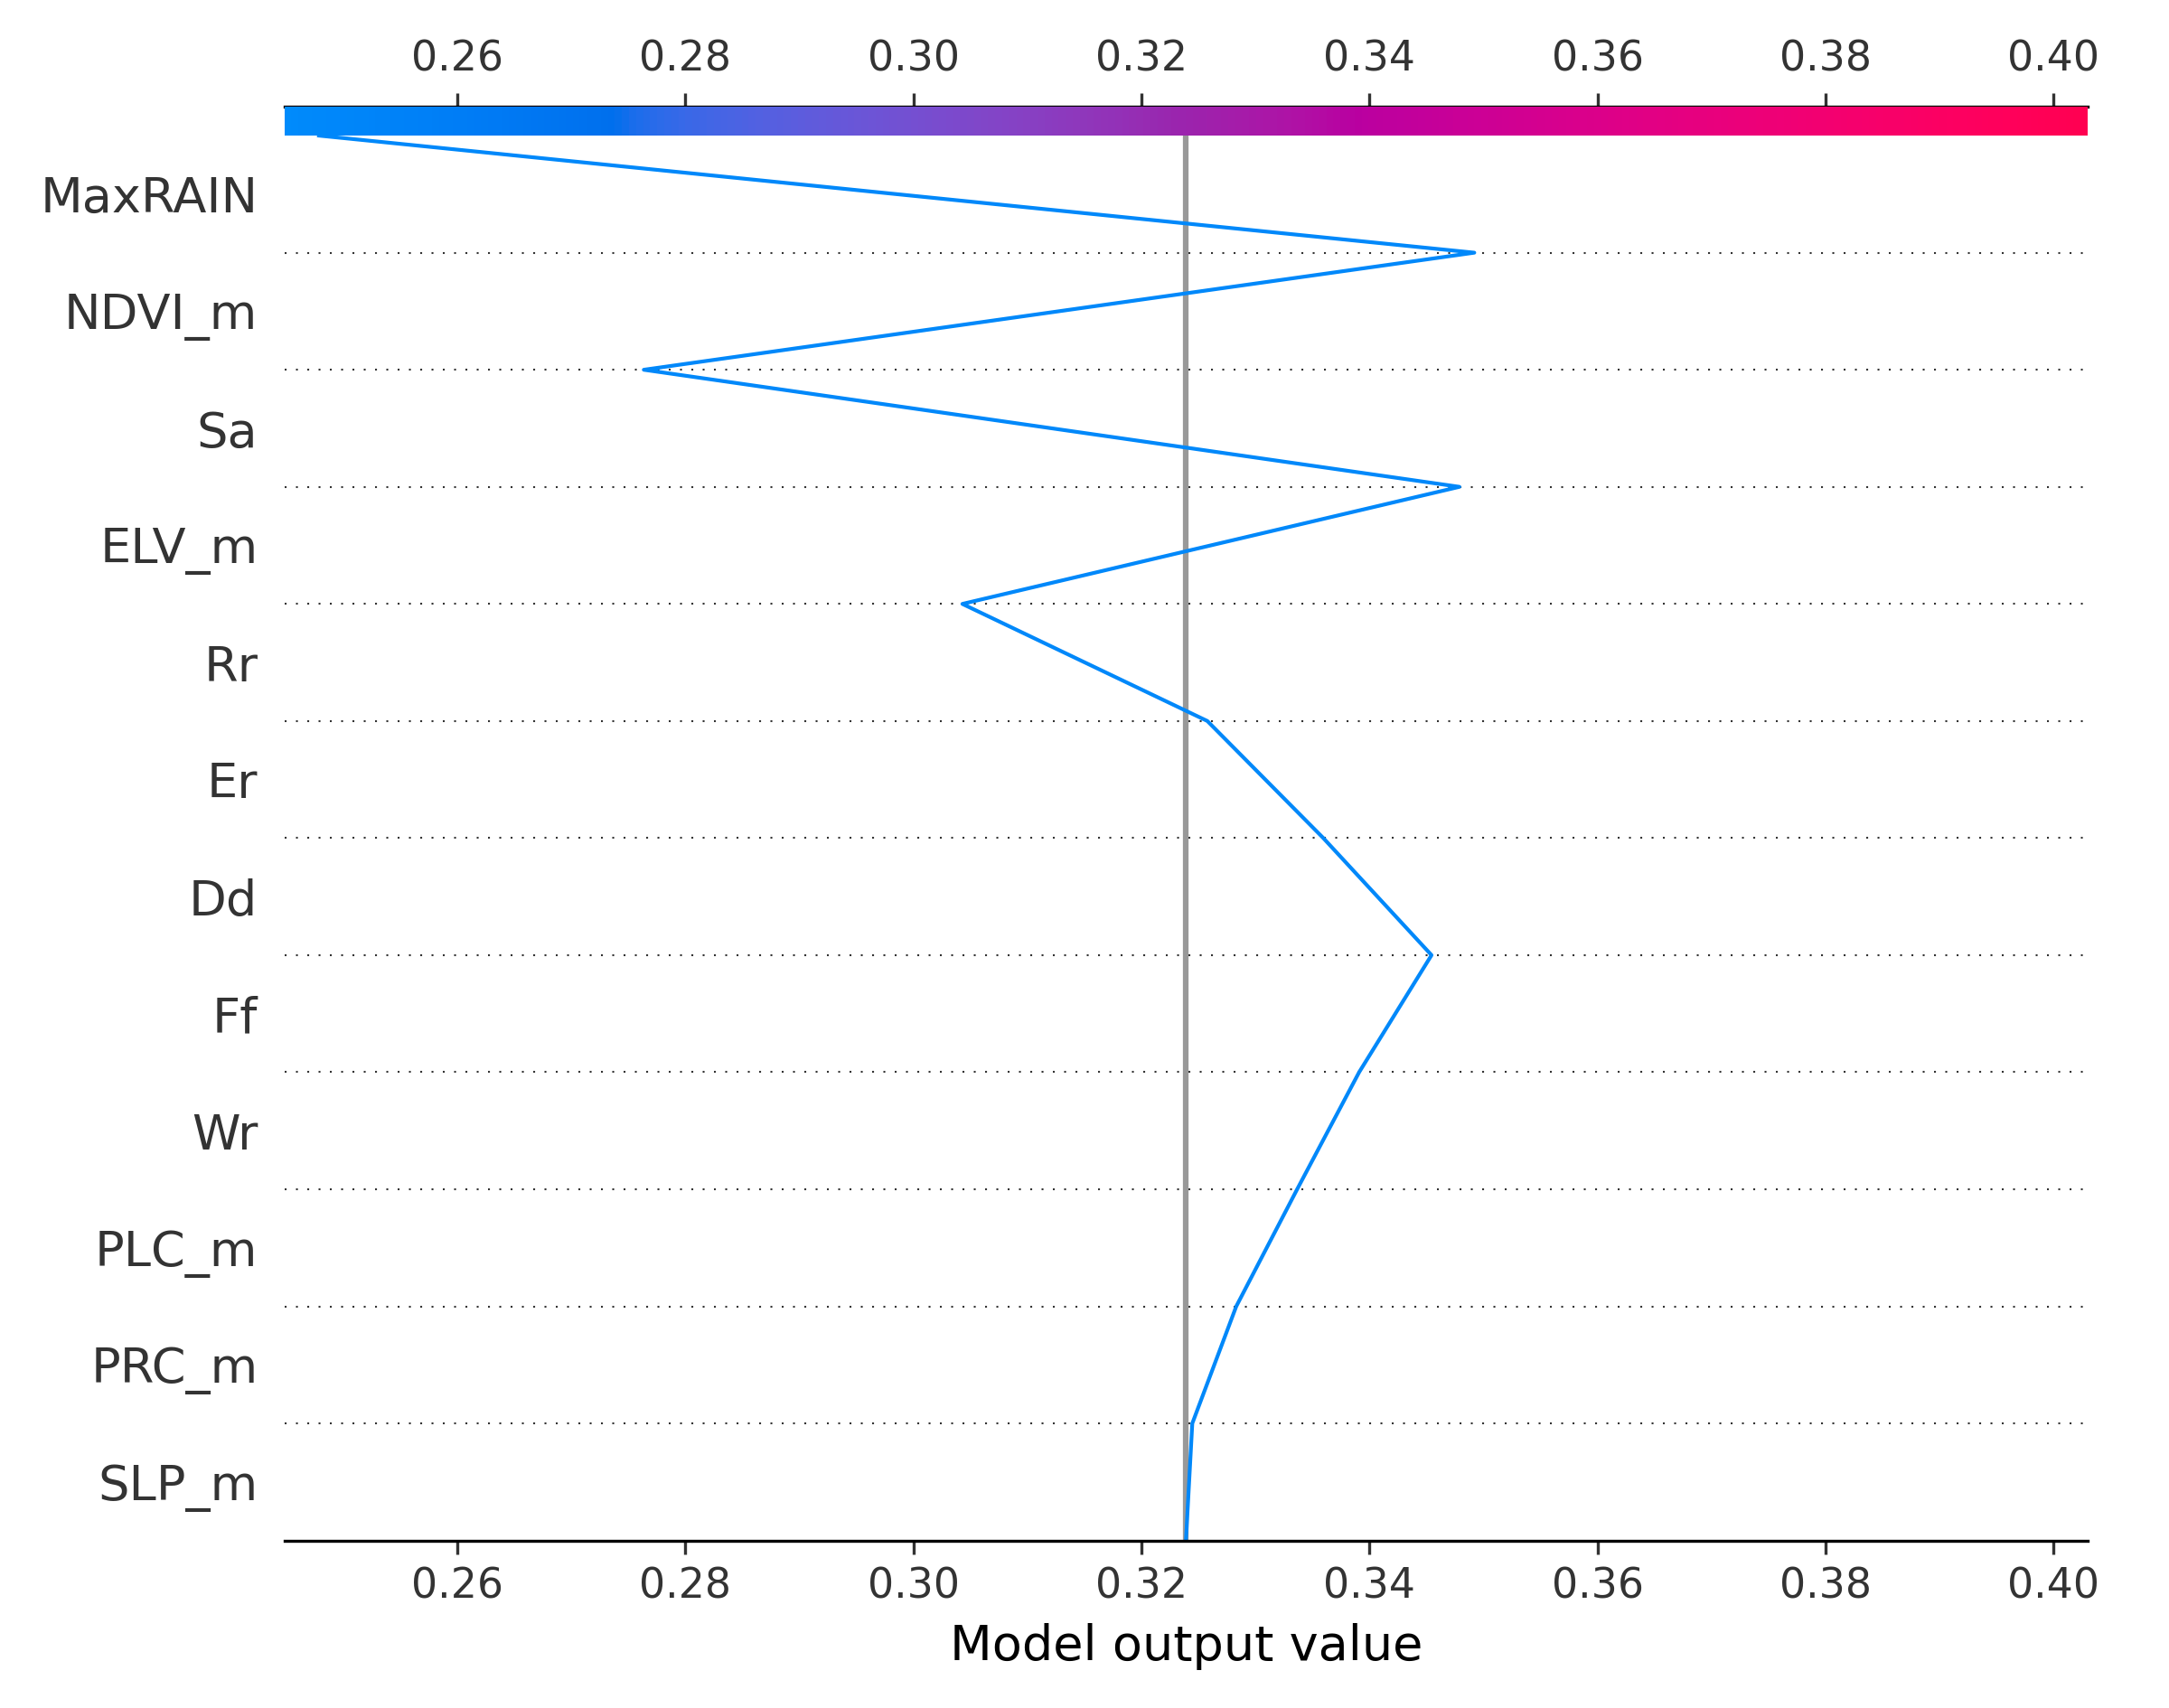 0.26 0.28 0.30 0.32 0.34 0.36 0.38 0.40
MaxRAIN
NDVI_m
Sa
ELV_m
Rr
Er
Dd
Ff
Wr
PLC_m
PRC_m
SLP_m
0.26 0.28 0.30 0.32 0.34 0.36 0.38 0.40
Model output value